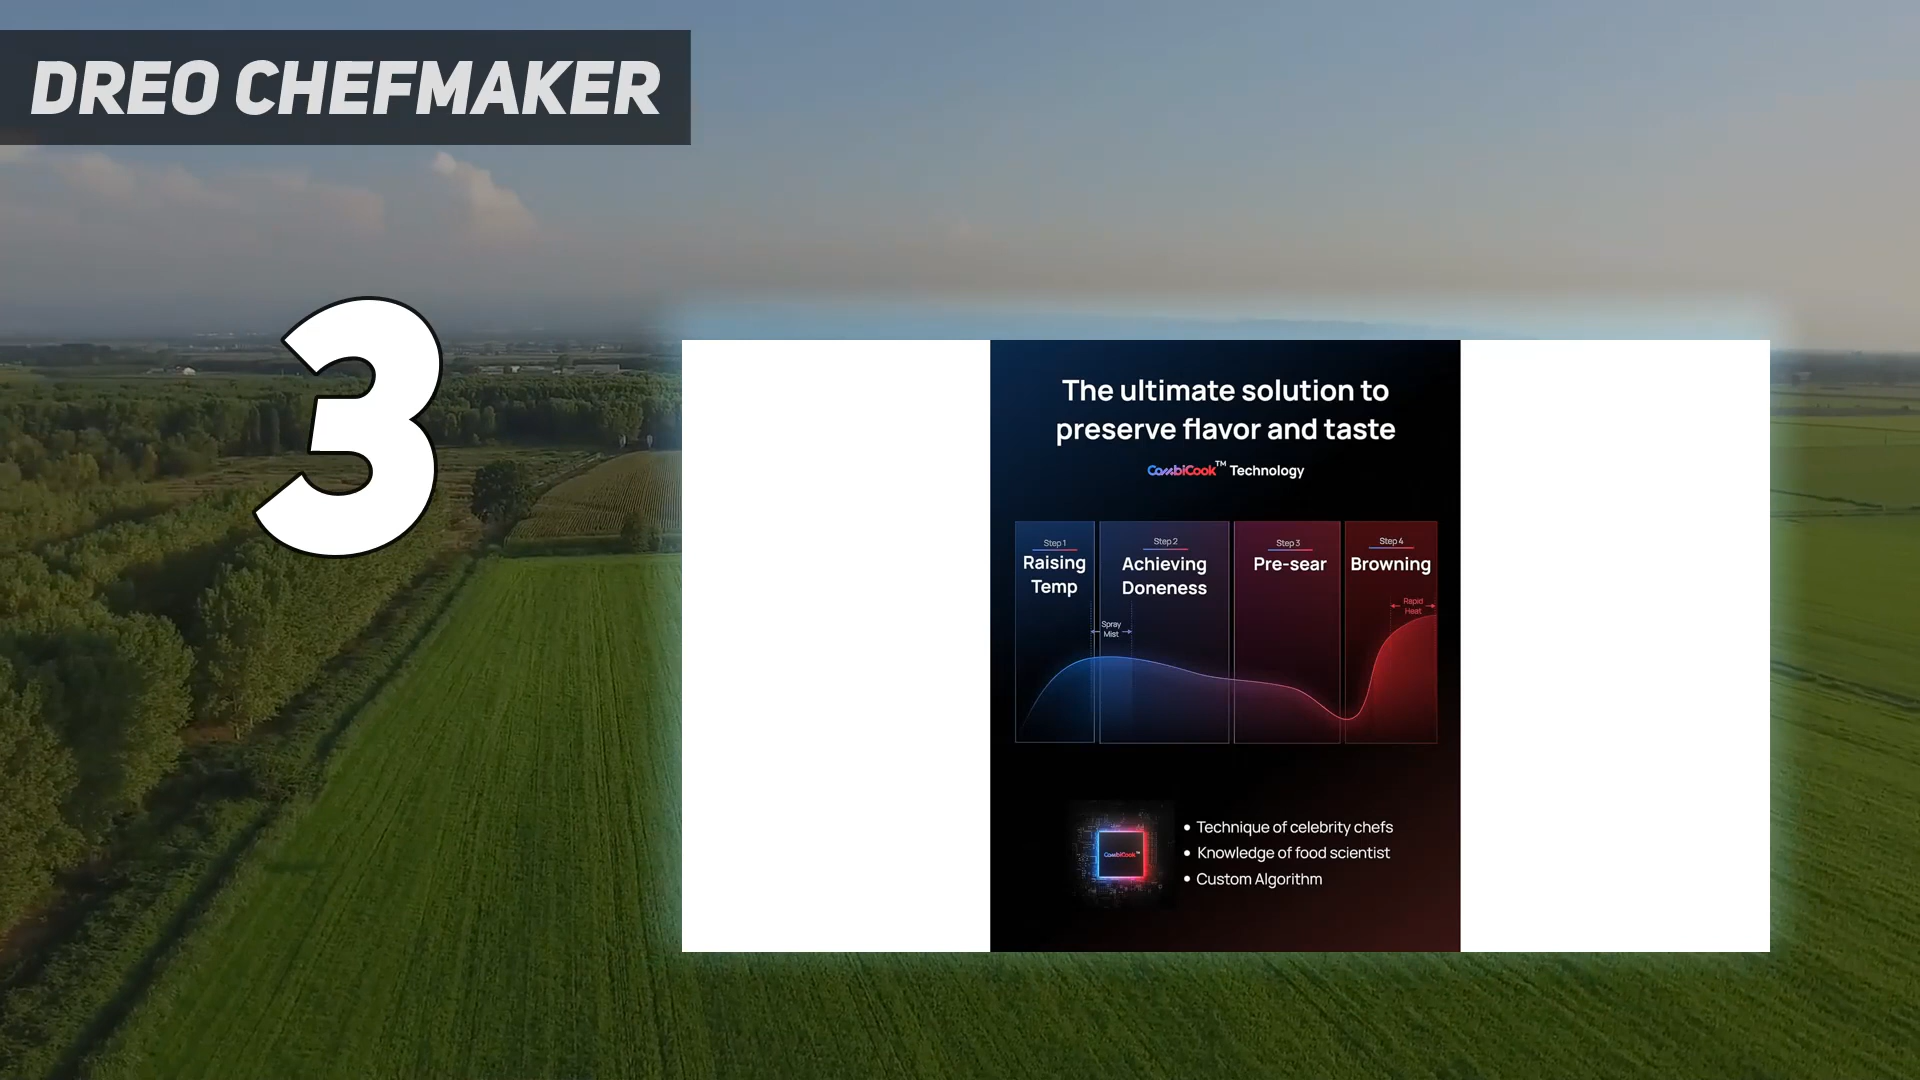 DREO CHEFMAKER
3
The ultimate solution to
preserve flavor and taste
CombiCook™ Technology
Step 1
Raising
Temp
Step 2
Achieving
Doneness
Step 3
Pre-sear
Step 4
Browning
Rapid
Heat
Spray
Mist
CombiCook™
• Technique of celebrity chefs
• Knowledge of food scientist
• Custom Algorithm